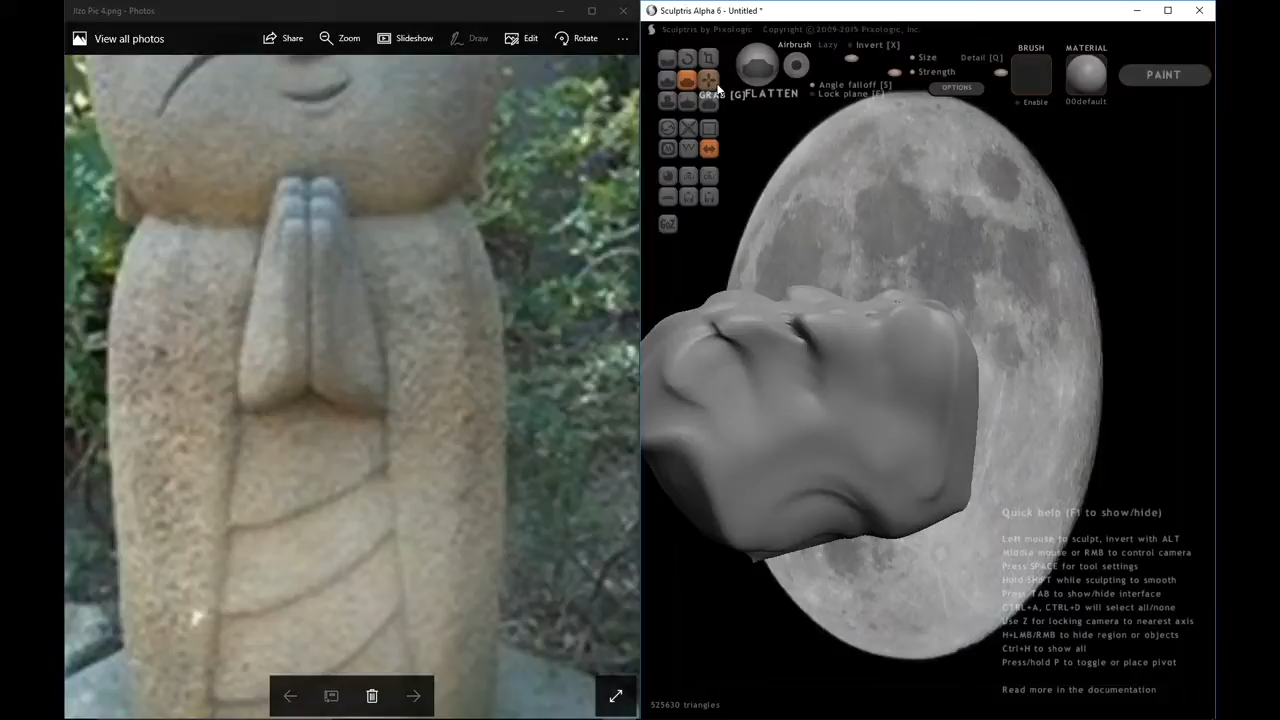 Jizo Pic 4.png - Photos
View all photos
Share
Zoom
Slideshow
Draw
Edit
Rotate
Sculptris Alpha 6 - Untitled *
Sculptris by Pixologic Copyright ©2009-2015 Pixologic, Inc.
Airbrush Lazy Invert [X]
Size Detail [Q]
Strength
Angle falloff [S]
Lock plane [F]
GRAB [G]
FLATTEN
OPTIONS
BRUSH
Enable
MATERIAL
00default
PAINT
GoZ
Quick help (F1 to show/hide)
Left mouse to sculpt, invert with ALT
Middle mouse or RMB to control camera
Press SPACE for tool settings
Hold SHIFT while sculpting to smooth
Press TAB to show/hide interface
CTRL+A, CTRL+D will select all/none
Use Z for locking camera to nearest axis
H+LMB/RMB to hide region or objects
Ctrl+H to show all
Press/hold P to toggle or place pivot
Read more in the documentation
525630 triangles